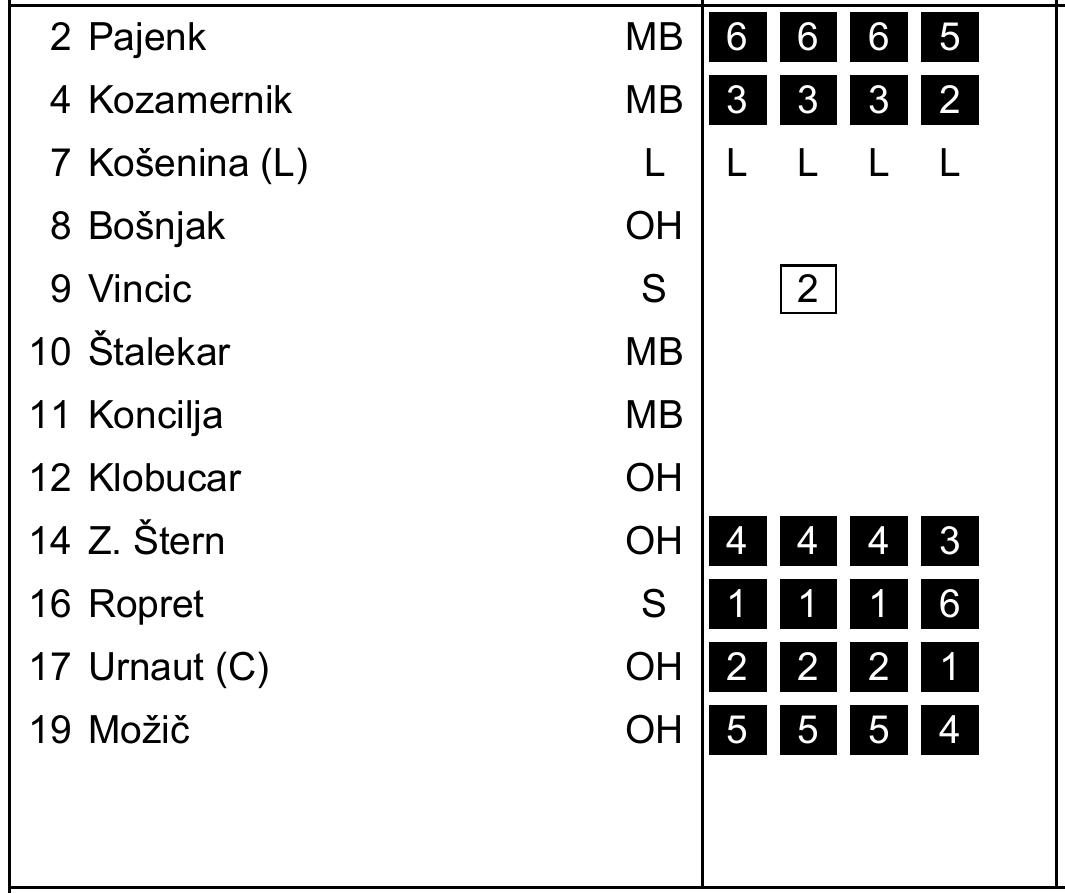 2 Pajenk MB 6 6 6 5
4 Kozamernik MB 3 3 3 2
7 Košenina (L) L L L L L
8 Bošnjak OH
9 Vincic S 2
10 Štalekar MB
11 Koncilja MB
12 Klobucar OH
14 Z. Štern OH 4 4 4 3
16 Ropret S 1 1 1 6
17 Urnaut (C) OH 2 2 2 1
19 Možič OH 5 5 5 4